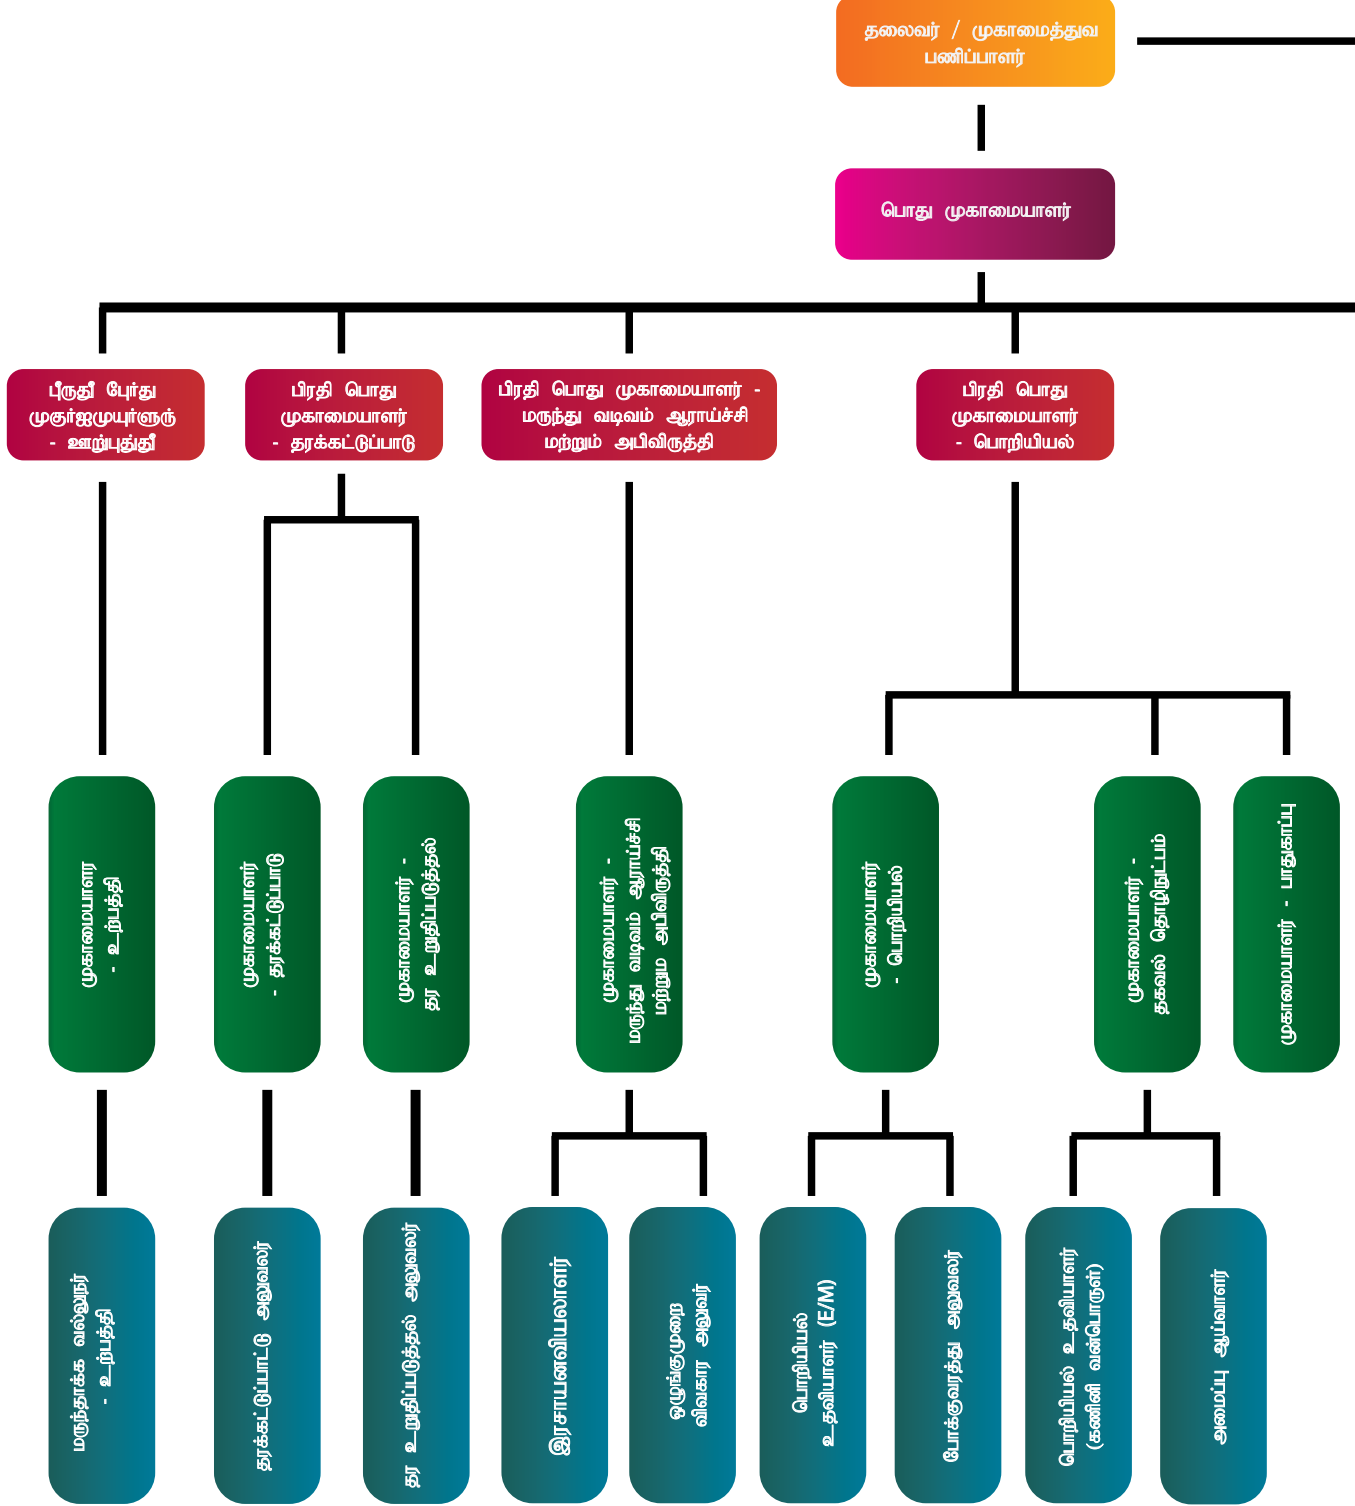 தலைவர் / முகாமைத்துவ
பணிப்பாளர்
பொது முகாமையாளர்
பிரதி பொது
முகாமையாளர்
- தரக்கட்டுப்பாடு
பிரதி பொது முகாமையாளர் -
மருந்து வடிவம் ஆராய்ச்சி
மற்றும் அபிவிருத்தி
பிரதி பொது
முகாமையாளர்
- பொறியியல்
முகாமையாளர
- உற்பத்தி
முகாமையாளர்
- தரக்கட்டுப்பாடு
முகாமையாளர் -
தர உறுதிப்படுத்தல்
முகாமையாளர் -
மருந்து வடிவம் ஆராய்ச்சி
மற்றும அபிவிருத்தி
முகாமையாளர்
- பொறியியல்
முகாமையாளர் -
தகவல் தொழிநுட்பம்
முகாமையாளர் - பாதுகாப்பு
மருந்தாக்க வல்லுநர்
- உற்பத்தி
தரக்கட்டுப்பாட்டு அலுவலர்
தர உறுதிப்படுத்தல் அலுவலர்
இரசாயனவியலாளர்
ஒழுங்குமுறை
விவகார அலுவர்
பொறியியல்
உதவியாளர் (E/M)
போக்குவரத்து அலுவலர்
பொறியியல் உதவியாளர்
(கணினி வன்பொருள்)
அமைப்பு ஆய்வாளர்